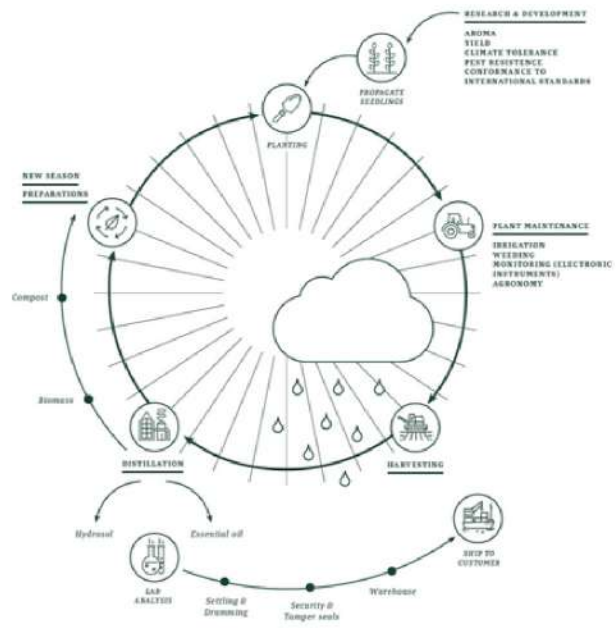 RESEARCH & DEVELOPMENT
AROMA
YIELD
CLIMATE TOLERANCE
PEST RESISTENCE
CONFORMANCE TO
INTERNATIONAL STANDARDS
PROPAGATE
SEEDLINGS
PLANTING
NEW SEASON
PREPARATIONS
PLANT MAINTENANCE
IRRIGATION
WEEDING
MONITORING (ELECTRONIC
INSTRUMENTS)
AGRONOMY
Compost
Biomass
DISTILLATION
HARVESTING
Hydrosol
Essential oil
LAB
ANALYSIS
Settling &
Drumming
Security &
Tamper seals
Warehouse
SHIP TO
CUSTOMER